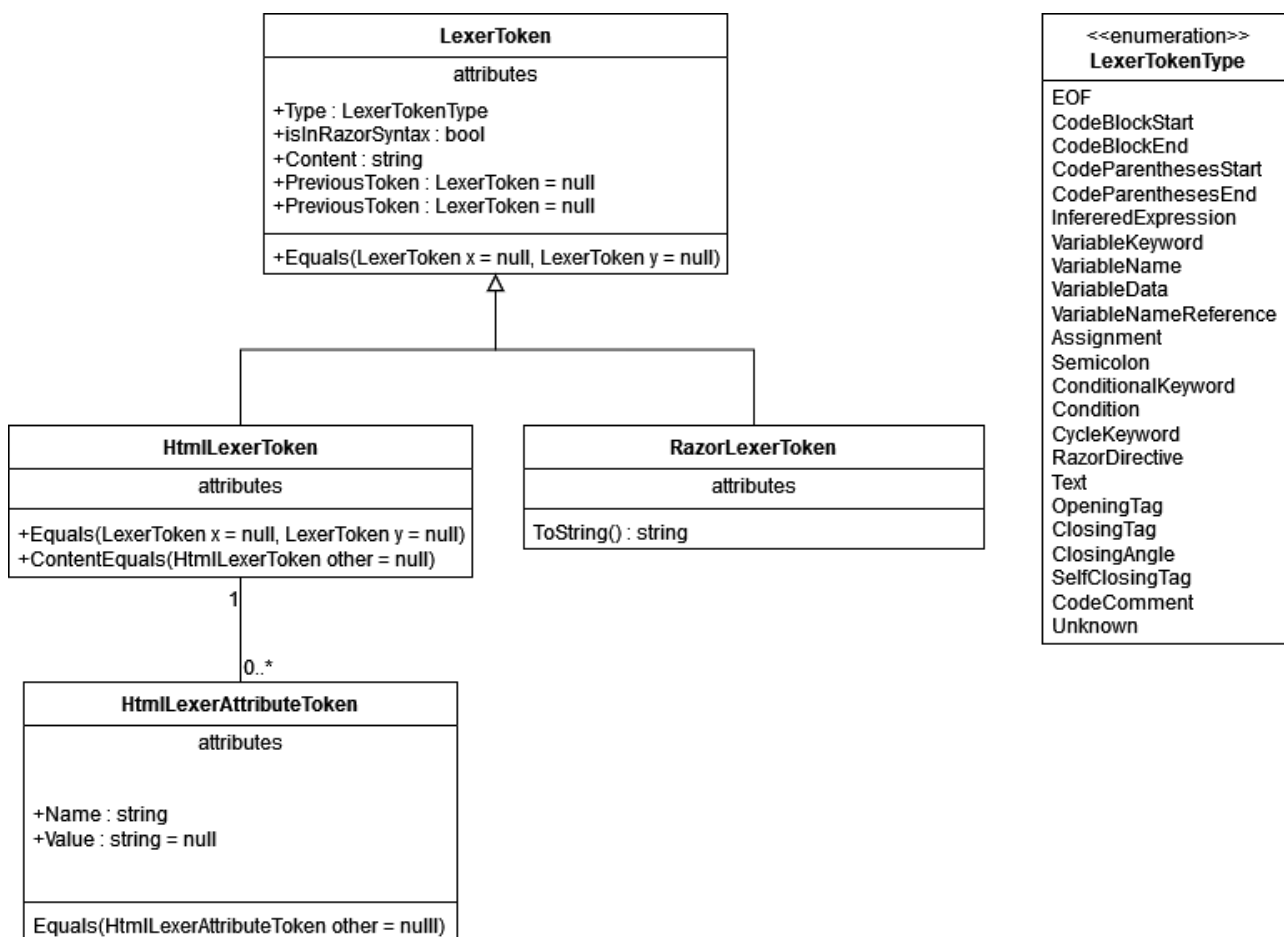 LexerToken
attributes
+Type : LexerTokenType
+isInRazorSyntax : bool
+Content : string
+PreviousToken : LexerToken = null
+PreviousToken : LexerToken = null
+Equals(LexerToken x = null, LexerToken y = null)
<<enumeration>>
LexerTokenType
EOF
CodeBlockStart
CodeBlockEnd
CodeParenthesesStart
CodeParenthesesEnd
InfereredExpression
VariableKeyword
VariableName
VariableData
VariableNameReference
Assignment
Semicolon
ConditionalKeyword
Condition
CycleKeyword
RazorDirective
Text
OpeningTag
ClosingTag
ClosingAngle
SelfClosingTag
CodeComment
Unknown
HtmlLexerToken
attributes
+Equals(LexerToken x = null, LexerToken y = null)
+ContentEquals(HtmlLexerToken other = null)
RazorLexerToken
attributes
ToString() : string
1
0..*
HtmlLexerAttributeToken
attributes
+Name : string
+Value : string = null
Equals(HtmlLexerAttributeToken other = nulll)